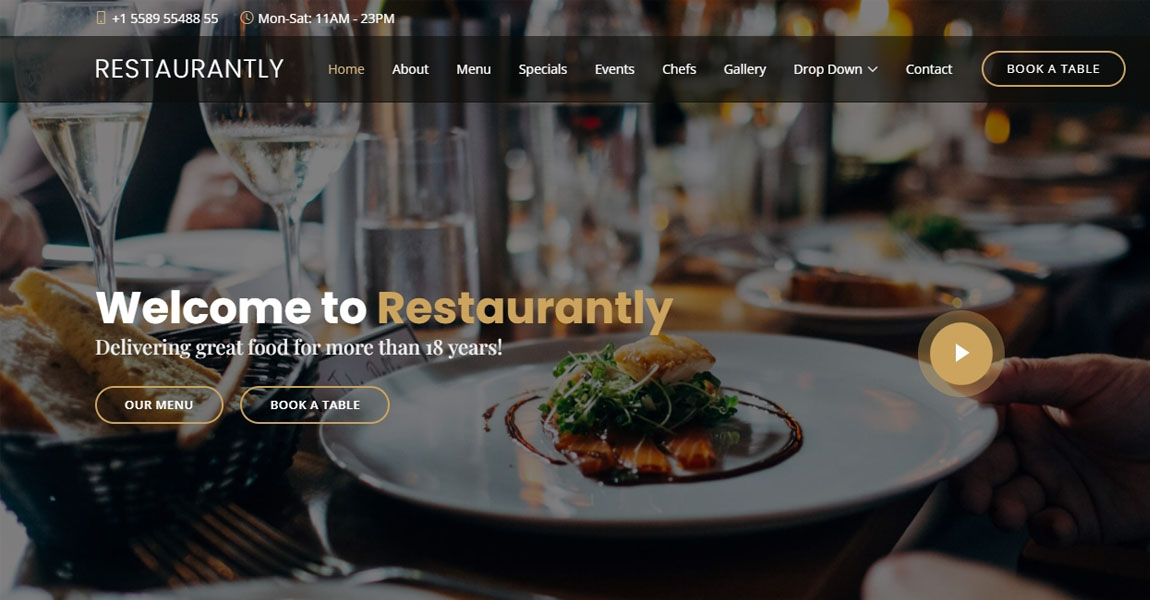 +1 5589 55488 55 Mon-Sat: 11AM - 23PM
RESTAURANTLY Home About Menu Specials Events Chefs Gallery Drop Down Contact BOOK A TABLE
Welcome to Restaurantly
Delivering great food for more than 18 years!
OUR MENU BOOK A TABLE